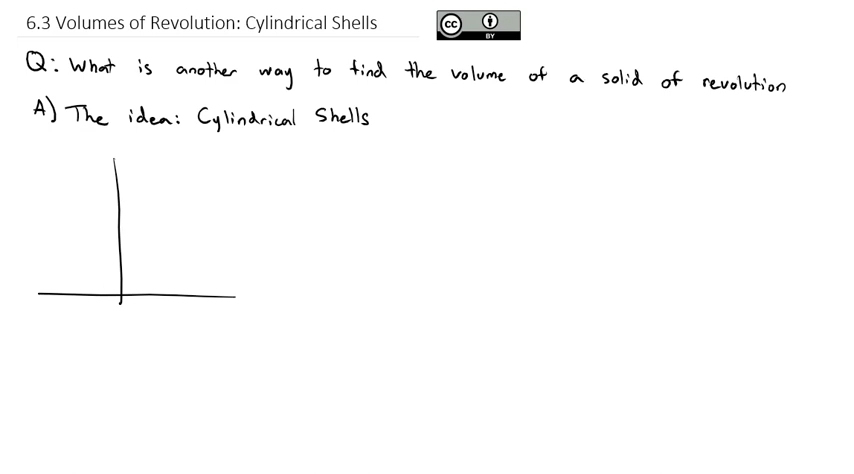 6.3 Volumes of Revolution: Cylindrical Shells
cc BY
Q: What is another way to find the volume of a solid of revolution
A) The idea: Cylindrical Shells